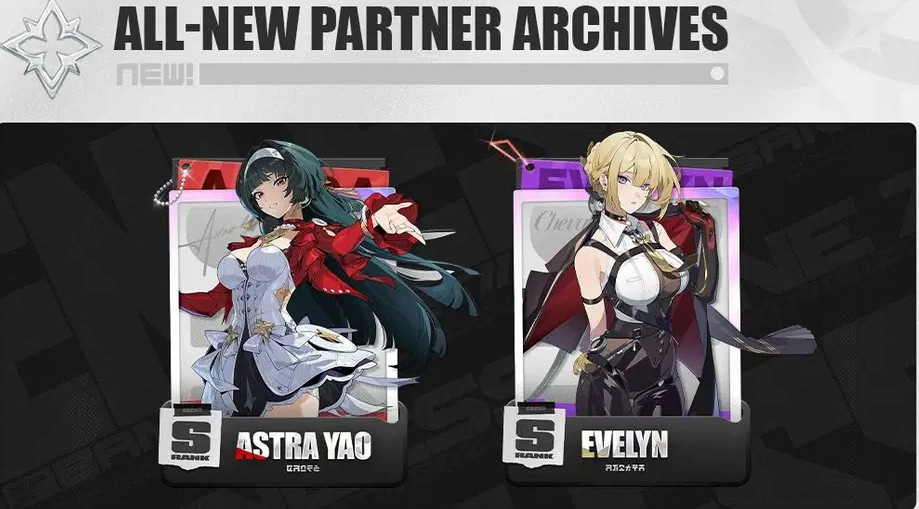 ALL-NEW PARTNER ARCHIVES
NEW!
S
RANK
ASTRA YAO
S
RANK
EVELYN